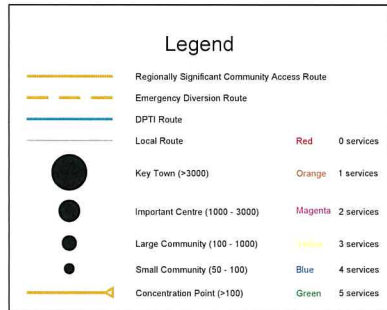 Legend
Regionally Significant Community Access Route
Emergency Diversion Route
DPTI Route
Local Route Red 0 services
Key Town (>3000) Orange 1 services
Important Centre (1000 - 3000) Magenta 2 services
Large Community (100 - 1000) Yellow 3 services
Small Community (50 - 100) Blue 4 services
Concentration Point (>100) Green 5 services